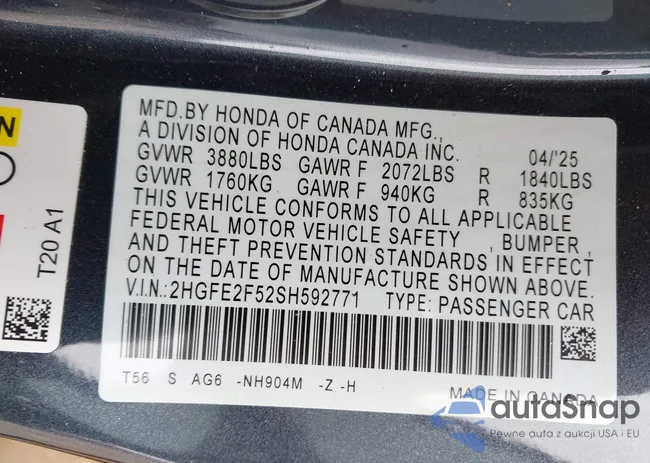 MFD.BY HONDA OF CANADA MFG.,
A DIVISION OF HONDA CANADA INC. 04/'25
GVWR 3880LBS GAWR F 2072LBS R 1840LBS
GVWR 1760KG GAWR F 940KG R 835KG
THIS VEHICLE CONFORMS TO ALL APPLICABLE
FEDERAL MOTOR VEHICLE SAFETY , BUMPER ,
AND THEFT PREVENTION STANDARDS IN EFFECT
ON THE DATE OF MANUFACTURE SHOWN ABOVE.
V.I.N.:2HGFE2F52SH592771 TYPE: PASSENGER CAR
T56 S AG6 -NH904M -Z -H
MADE IN CANADA
N
T20 A1
autoSnap
Pewne auta z aukcji USA i EU